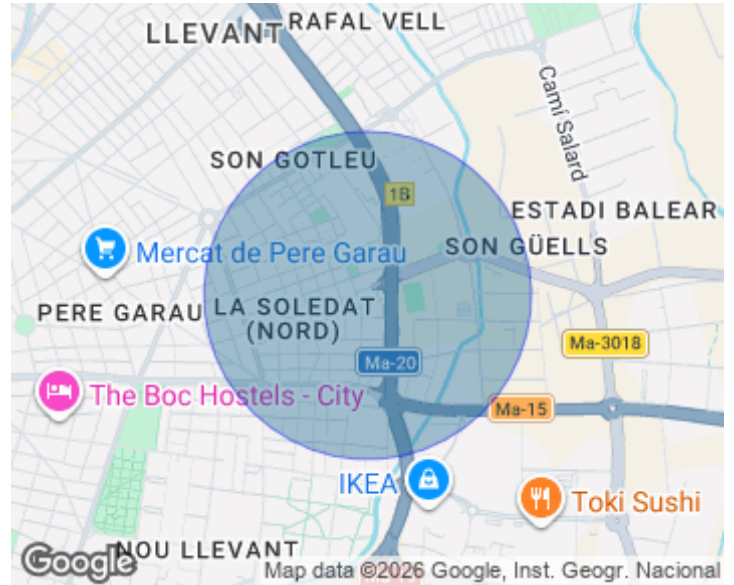 LLEVANT
RAFAL VELL
Camí Salard
SON GOTLEU
1B
ESTADI BALEAR
Mercat de Pere Garau
SON GÜELLS
PERE GARAU
LA SOLEDAT
(NORD)
Ma-3018
Ma-20
The Boc Hostels - City
Ma-15
IKEA
Toki Sushi
NOU LLEVANT
Google
Map data ©2026 Google, Inst. Geogr. Nacional